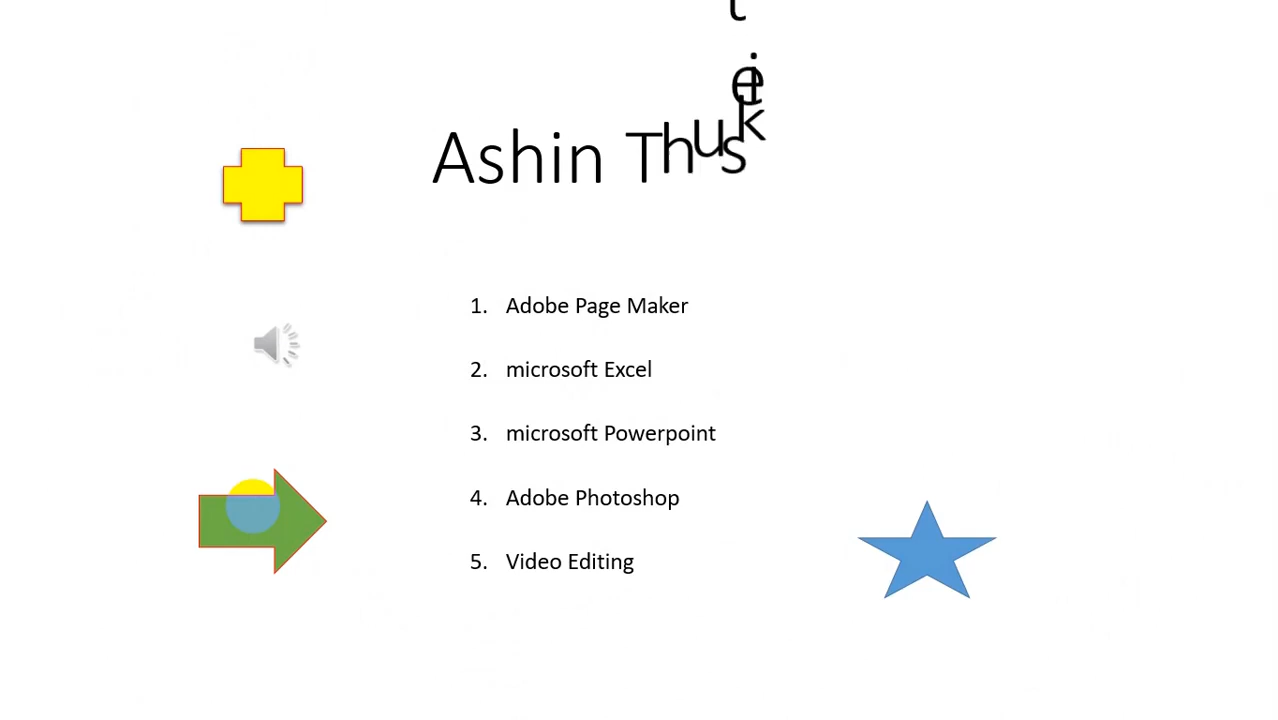 Ashin Thus
1. Adobe Page Maker
2. microsoft Excel
3. microsoft Powerpoint
4. Adobe Photoshop
5. Video Editing